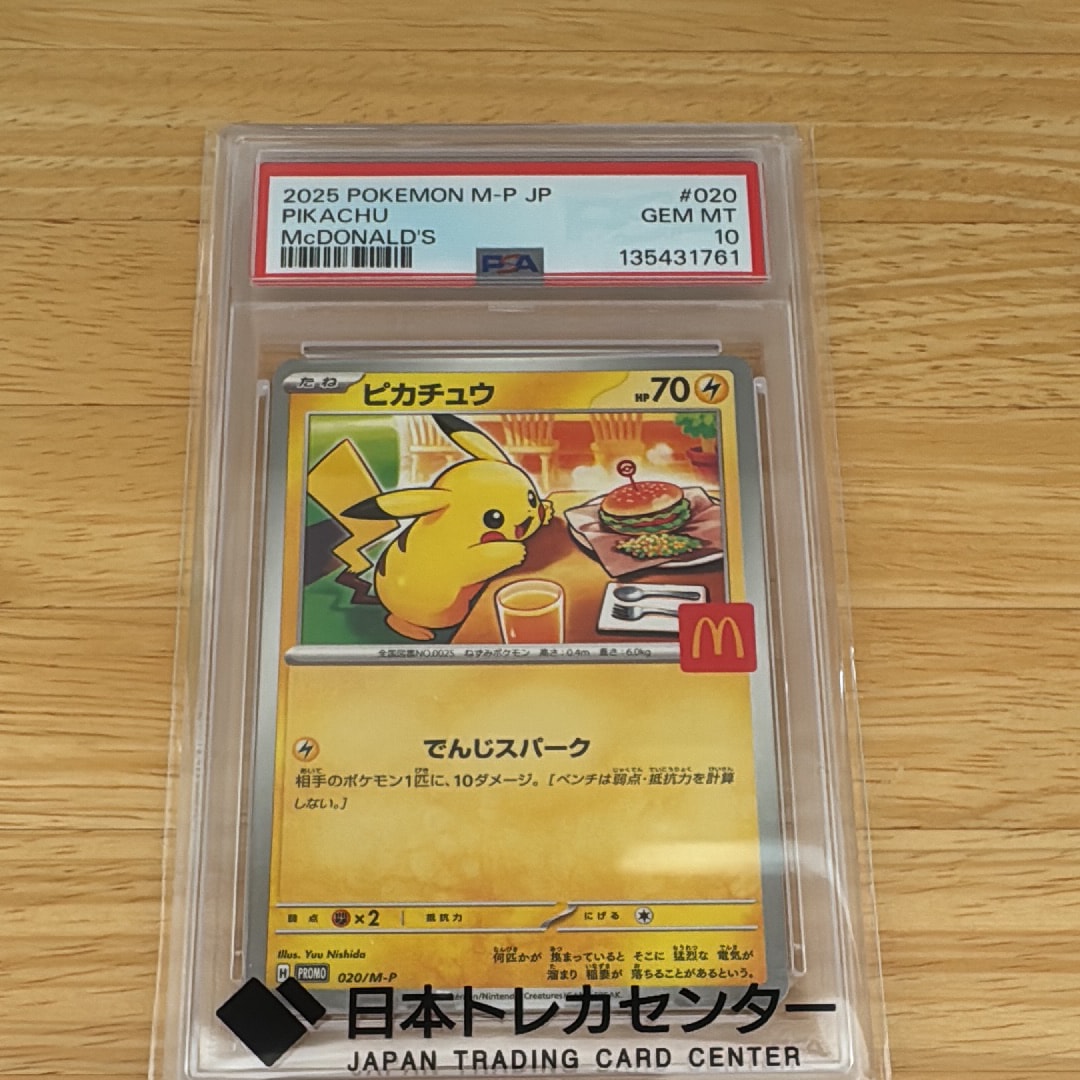 2025 POKEMON M-P JP #020
PIKACHU GEM MT
McDONALD'S 10
PSA 135431761
たね ピカチュウ HP70
全国図鑑NO.0025 ねずみポケモン 高さ:0.4m 重さ:6.0kg
でんじスパーク
相手のポケモン1匹に、10ダメージ。[ベンチは弱点・抵抗力を計算
しない。]
弱点 ×2 抵抗力 にげる
Illus. Yuu Nishida
何匹かが 集まっていると そこに 猛烈な 電気が
溜まり 稲妻が 落ちることがあるという。
H PROMO 020/M-P
日本トレカセンター
JAPAN TRADING CARD CENTER